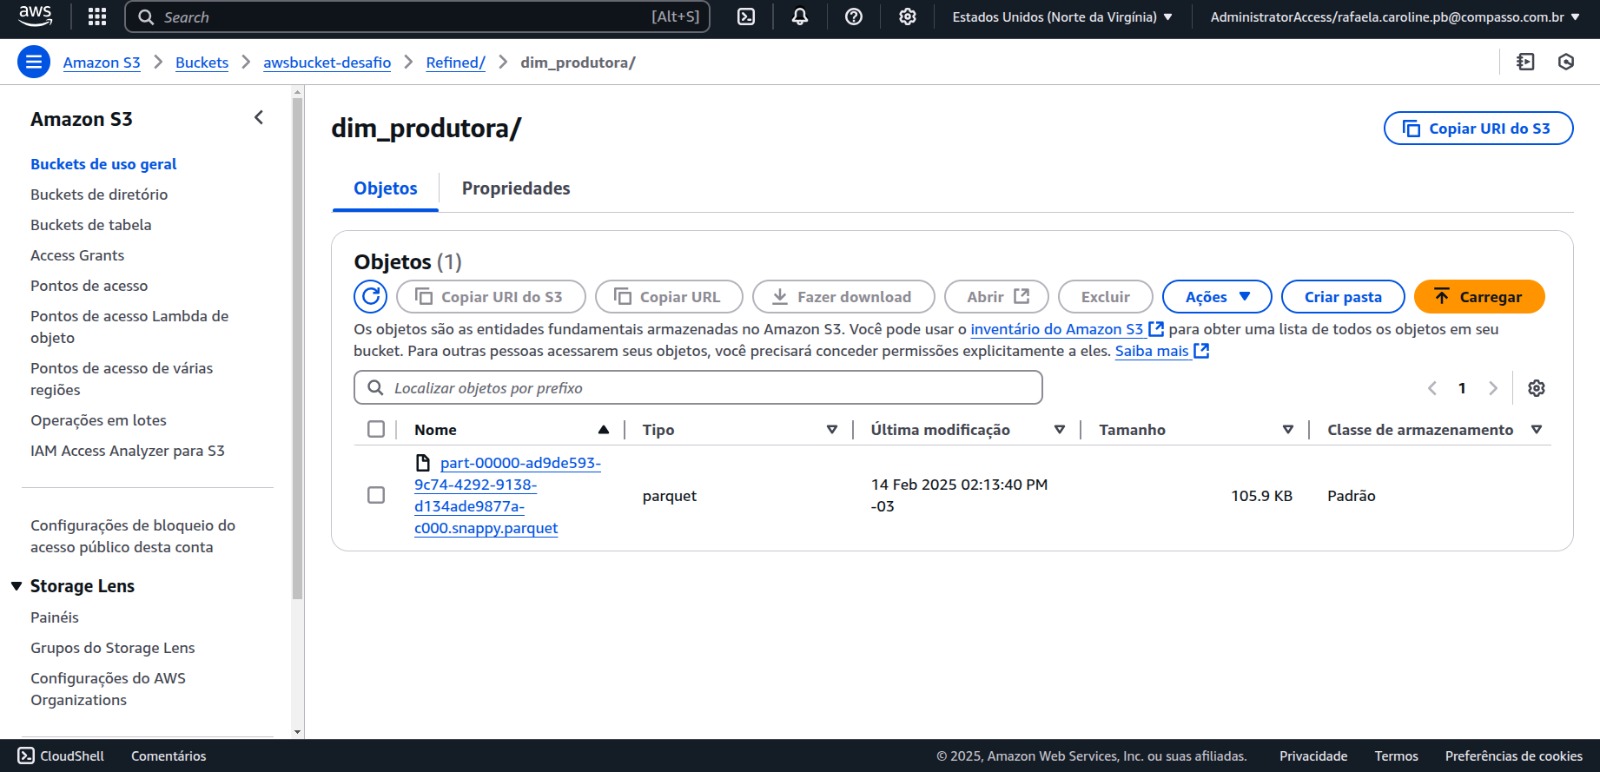 aws
Search [Alt+S]
Estados Unidos (Norte da Virgínia)
AdministratorAccess/rafaela.caroline.pb@compasso.com.br
Amazon S3 > Buckets > awsbucket-desafio > Refined/ > dim_produtora/
Amazon S3
Buckets de uso geral
Buckets de diretório
Buckets de tabela
Access Grants
Pontos de acesso
Pontos de acesso Lambda de
objeto
Pontos de acesso de várias
regiões
Operações em lotes
IAM Access Analyzer para S3
Configurações de bloqueio do
acesso público desta conta
Storage Lens
Painéis
Grupos do Storage Lens
Configurações do AWS
Organizations
dim_produtora/
Copiar URI do S3
Objetos
Propriedades
Objetos (1)
Copiar URI do S3
Copiar URL
Fazer download
Abrir
Excluir
Ações
Criar pasta
Carregar
Os objetos são as entidades fundamentais armazenadas no Amazon S3. Você pode usar o inventário do Amazon S3 para obter uma lista de todos os objetos em seu
bucket. Para outras pessoas acessarem seus objetos, você precisará conceder permissões explicitamente a eles. Saiba mais
Localizar objetos por prefixo
1
Nome
Tipo
Última modificação
Tamanho
Classe de armazenamento
part-00000-ad9de593-
9c74-4292-9138-
d134ade9877a-
c000.snappy.parquet
parquet
14 Feb 2025 02:13:40 PM
-03
105.9 KB
Padrão
CloudShell
Comentários
© 2025, Amazon Web Services, Inc. ou suas afiliadas.
Privacidade
Termos
Preferências de cookies